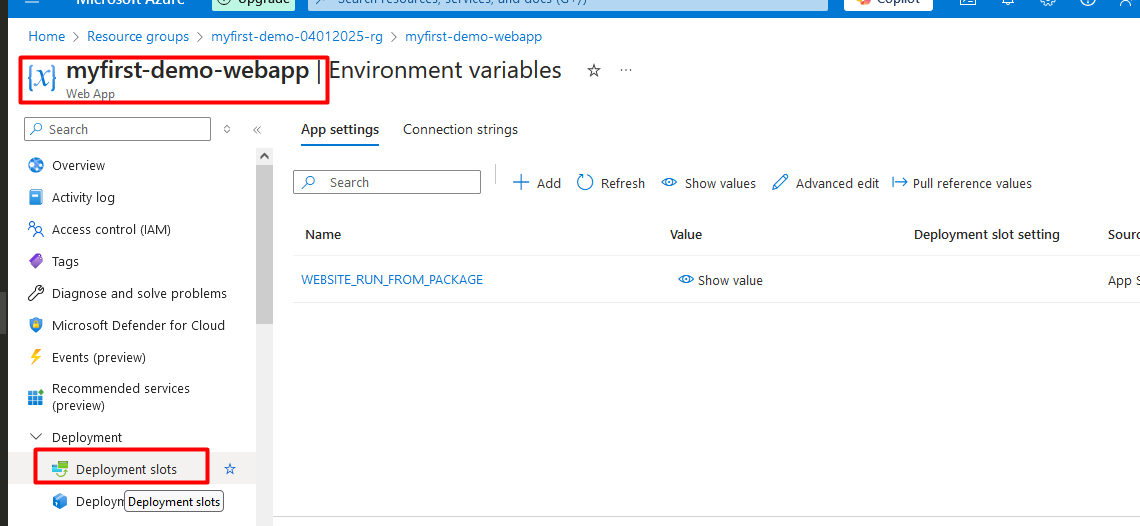 Microsoft Azure
Upgrade
Search resources, services, and docs (G+/)
Copilot
Home > Resource groups > myfirst-demo-04012025-rg > myfirst-demo-webapp
{x} myfirst-demo-webapp | Environment variables ☆ ...
Web App
Search
App settings Connection strings
Search
Add Refresh Show values Advanced edit Pull reference values
Name Value Deployment slot setting Sourc
WEBSITE_RUN_FROM_PACKAGE Show value App S
Overview
Activity log
Access control (IAM)
Tags
Diagnose and solve problems
Microsoft Defender for Cloud
Events (preview)
Recommended services
(preview)
Deployment
Deployment slots
Deploym
Deployment slots